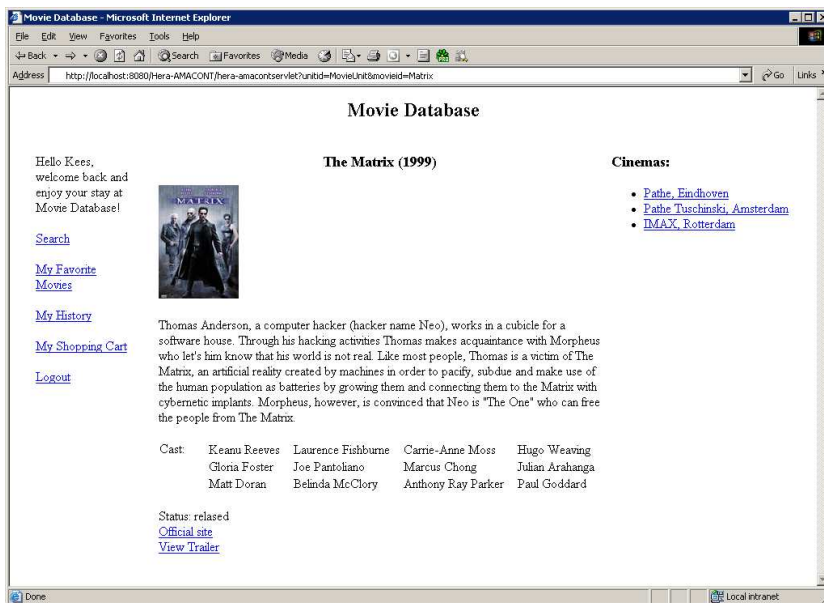 Movie Database - Microsoft Internet Explorer
File Edit View Favorites Tools Help
Back Search Favorites Media
Address http://localhost:8080/Hera-AMACONT/hera-amacontservlet?unitid=MovieUnit&movieid=Matrix Go Links
Movie Database
Hello Kees,
welcome back and
enjoy your stay at
Movie Database!
Search
My Favorite
Movies
My History
My Shopping Cart
Logout
The Matrix (1999)
MATRIX
Thomas Anderson, a computer hacker (hacker name Neo), works in a cubicle for a
software house. Through his hacking activities Thomas makes acquaintance with Morpheus
who let's him know that his world is not real. Like most people, Thomas is a victim of The
Matrix, an artificial reality created by machines in order to pacify, subdue and make use of
the human population as batteries by growing them and connecting them to the Matrix with
cybernetic implants. Morpheus, however, is convinced that Neo is "The One" who can free
the people from The Matrix.
Cast: Keanu Reeves Laurence Fishburne Carrie-Anne Moss Hugo Weaving
Gloria Foster Joe Pantoliano Marcus Chong Julian Arahanga
Matt Doran Belinda McClory Anthony Ray Parker Paul Goddard
Status: relased
Official site
View Trailer
Cinemas:
Pathe, Eindhoven
Pathe Tuschinski, Amsterdam
IMAX, Rotterdam
Done Local intranet